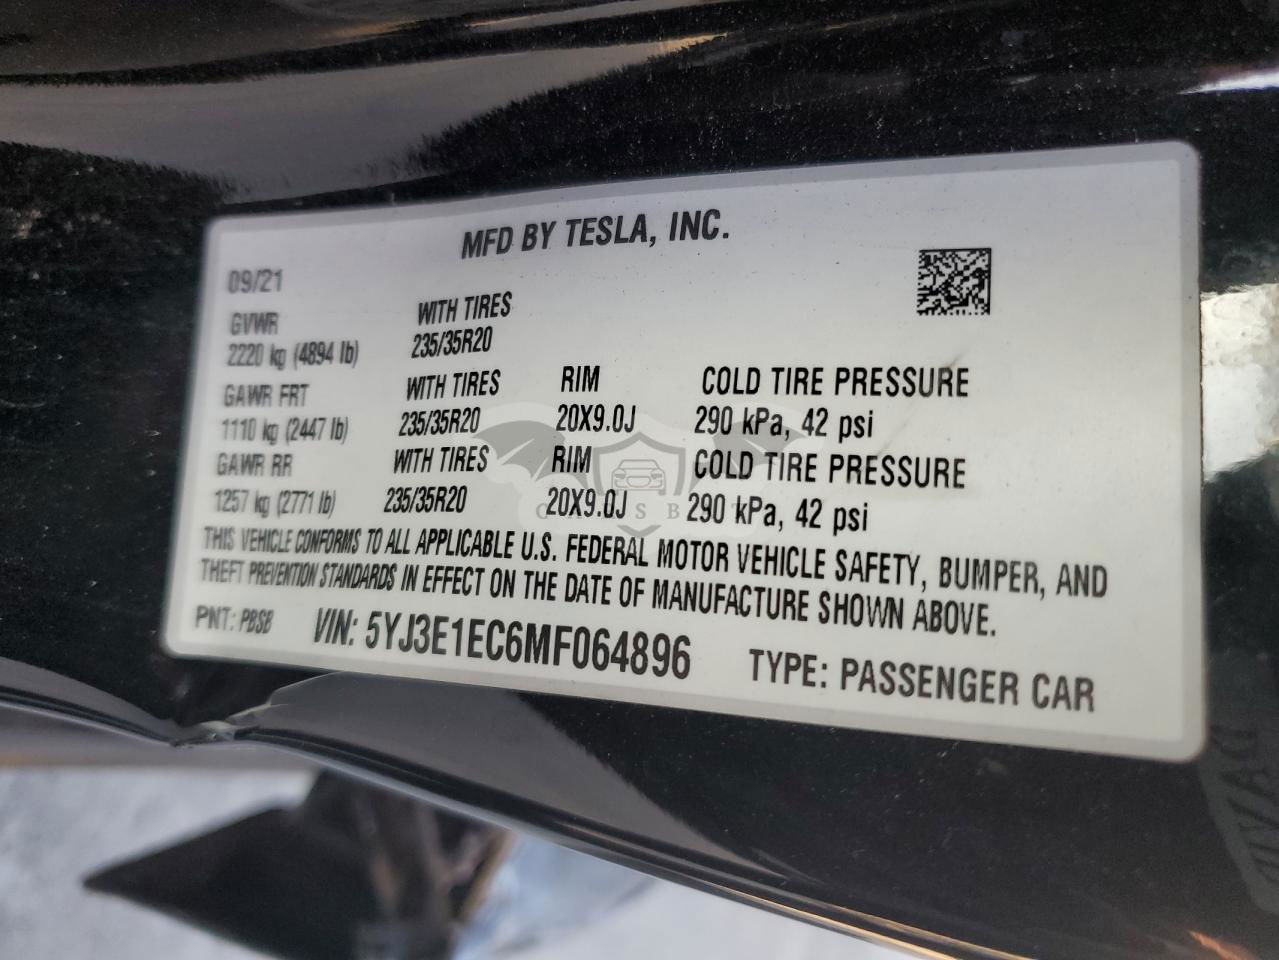 MFD BY TESLA, INC.
09/21
GVWR WITH TIRES
2220 kg (4894 lb) 235/35R20
GAWR FRT WITH TIRES RIM COLD TIRE PRESSURE
1110 kg (2447 lb) 235/35R20 20X9.0J 290 kPa, 42 psi
GAWR RR WITH TIRES RIM COLD TIRE PRESSURE
1257 kg (2771 lb) 235/35R20 20X9.0J 290 kPa, 42 psi
THIS VEHICLE CONFORMS TO ALL APPLICABLE U.S. FEDERAL MOTOR VEHICLE SAFETY, BUMPER, AND
THEFT PREVENTION STANDARDS IN EFFECT ON THE DATE OF MANUFACTURE SHOWN ABOVE.
PNT: PBSB VIN: 5YJ3E1EC6MF064896 TYPE: PASSENGER CAR